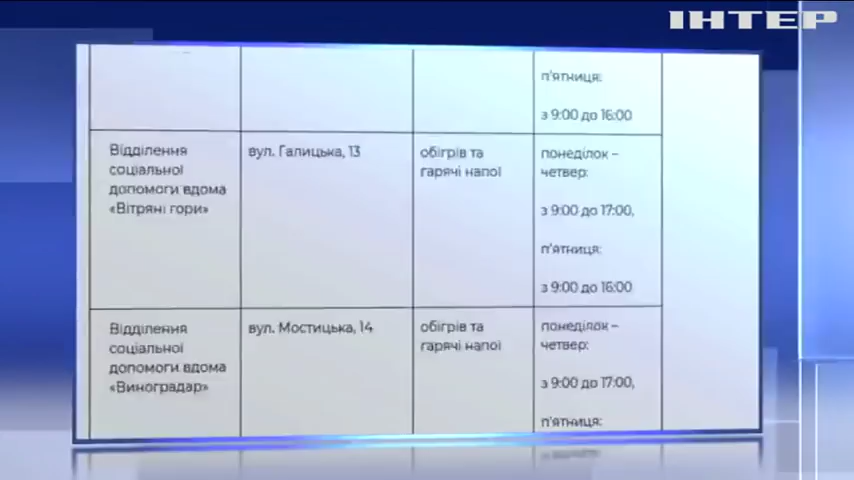 ІНТЕР
п'ятниця:
з 9:00 до 16:00
Відділення
соціальної
допомоги вдома
«Вітряні гори»
вул. Галицька, 13
обігрів та
гарячі напої
понеділок –
четвер:
з 9:00 до 17:00,
п'ятниця:
з 9:00 до 16:00
Відділення
соціальної
допомоги вдома
«Виноградар»
вул. Мостицька, 14
обігрів та
гарячі напої
понеділок –
четвер:
з 9:00 до 17:00,
п'ятниця: